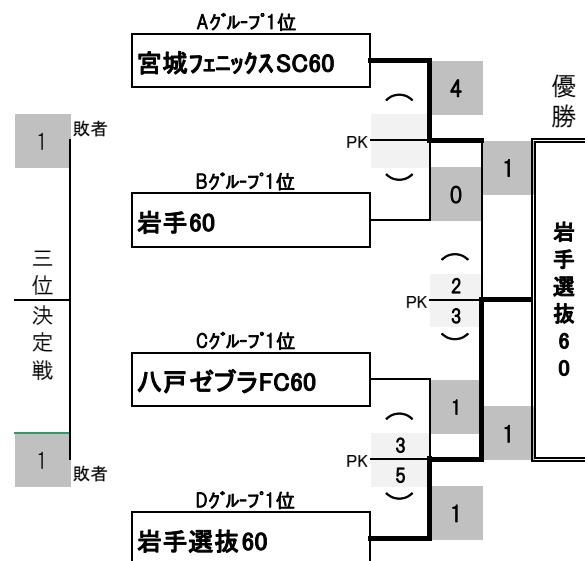 Aグループ1位
宮城フェニックスSC60
4
優勝
1
敗者
PK
(
)
1
Bグループ1位
岩手60
0
三位決定戦
PK
(
2
3
)
岩手選抜60
Cグループ1位
八戸ゼブラFC60
1
1
PK
(
3
5
)
1
敗者
Dグループ1位
岩手選抜60
1